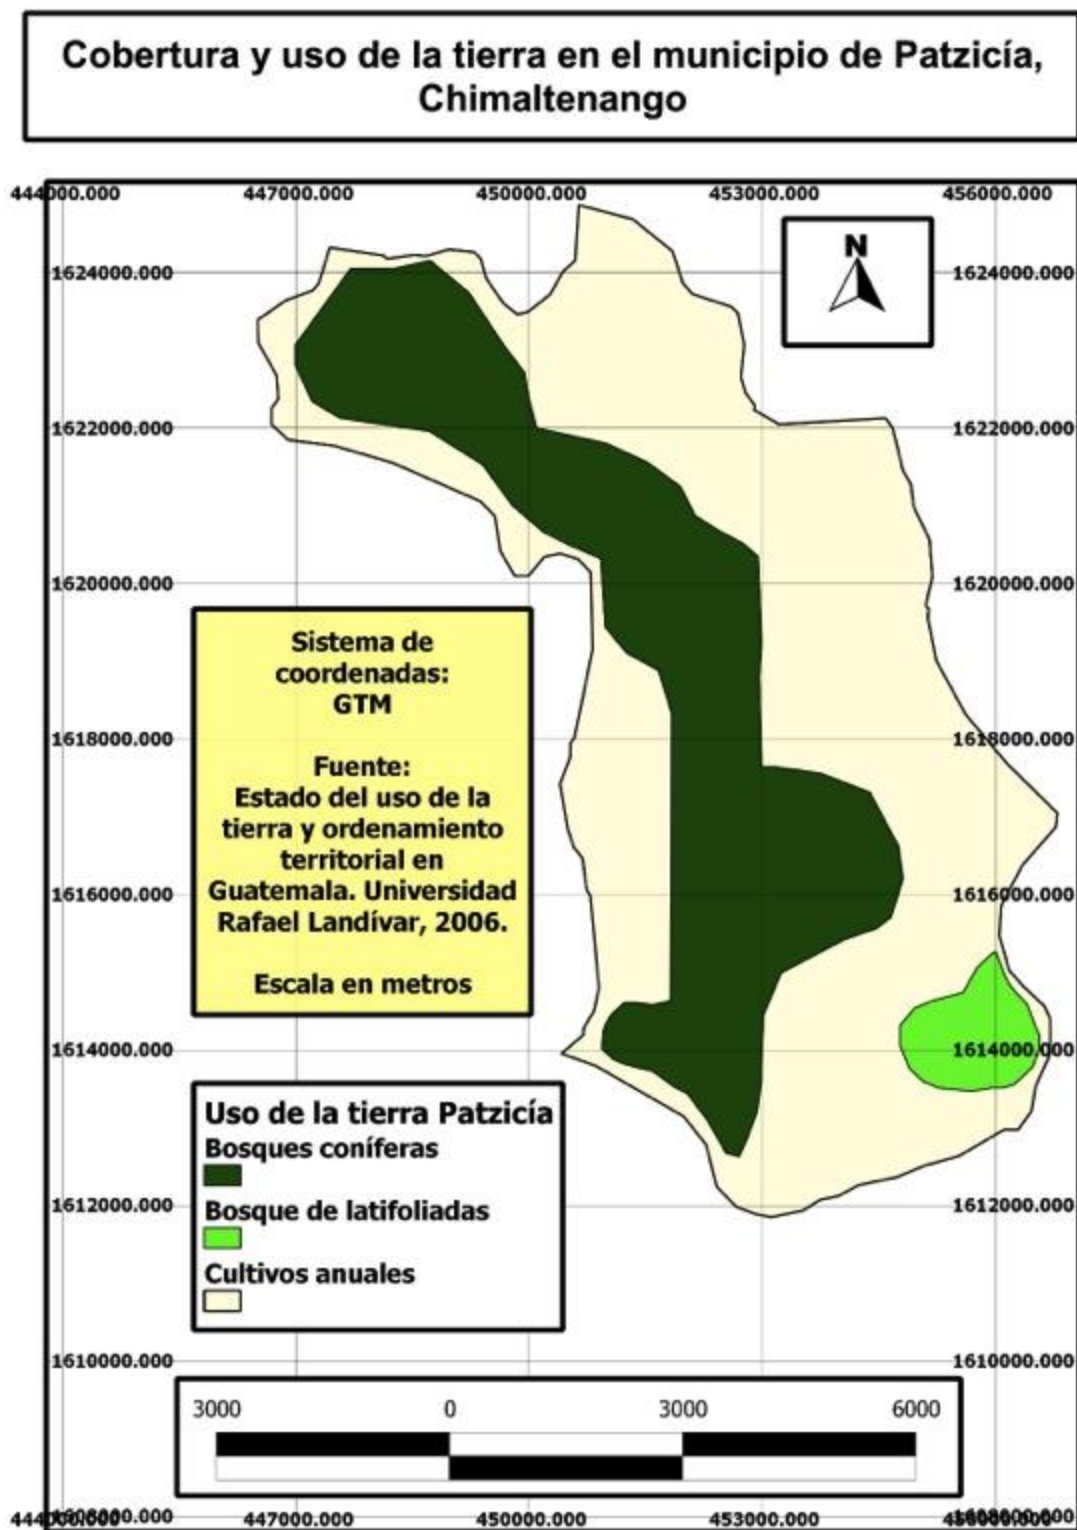 Cobertura y uso de la tierra en el municipio de Patzicía,
Chimaltenango
444000.000 447000.000 450000.000 453000.000 456000.000
N
1624000.000 1624000.000
1622000.000 1622000.000
1620000.000 1620000.000
Sistema de
coordenadas:
GTM
1618000.000 1618000.000
Fuente:
Estado del uso de la
tierra y ordenamiento
territorial en
Guatemala. Universidad
Rafael Landívar, 2006.
1616000.000 1616000.000
Escala en metros
1614000.000 1614000.000
Uso de la tierra Patzicía
Bosques coníferas
Bosque de latifoliadas
1612000.000 1612000.000
Cultivos anuales
1610000.000 1610000.000
3000 0 3000 6000
447000.000 450000.000 453000.000